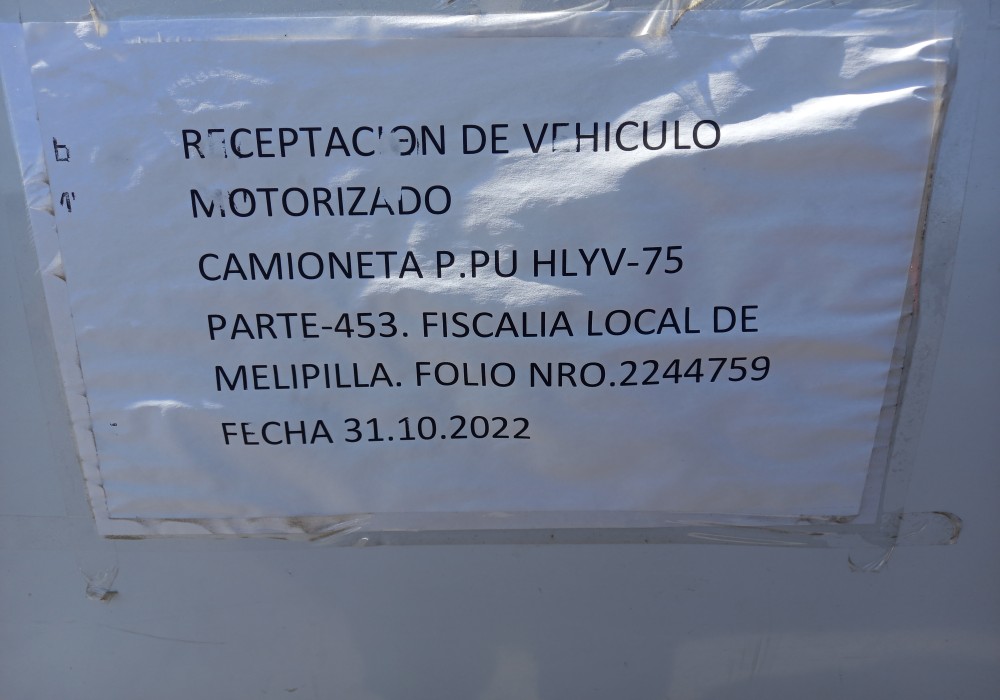 RECEPTACION DE VEHICULO
MOTORIZADO
CAMIONETA P.PU HLYV-75
PARTE-453. FISCALIA LOCAL DE
MELIPILLA. FOLIO NRO.2244759
FECHA 31.10.2022